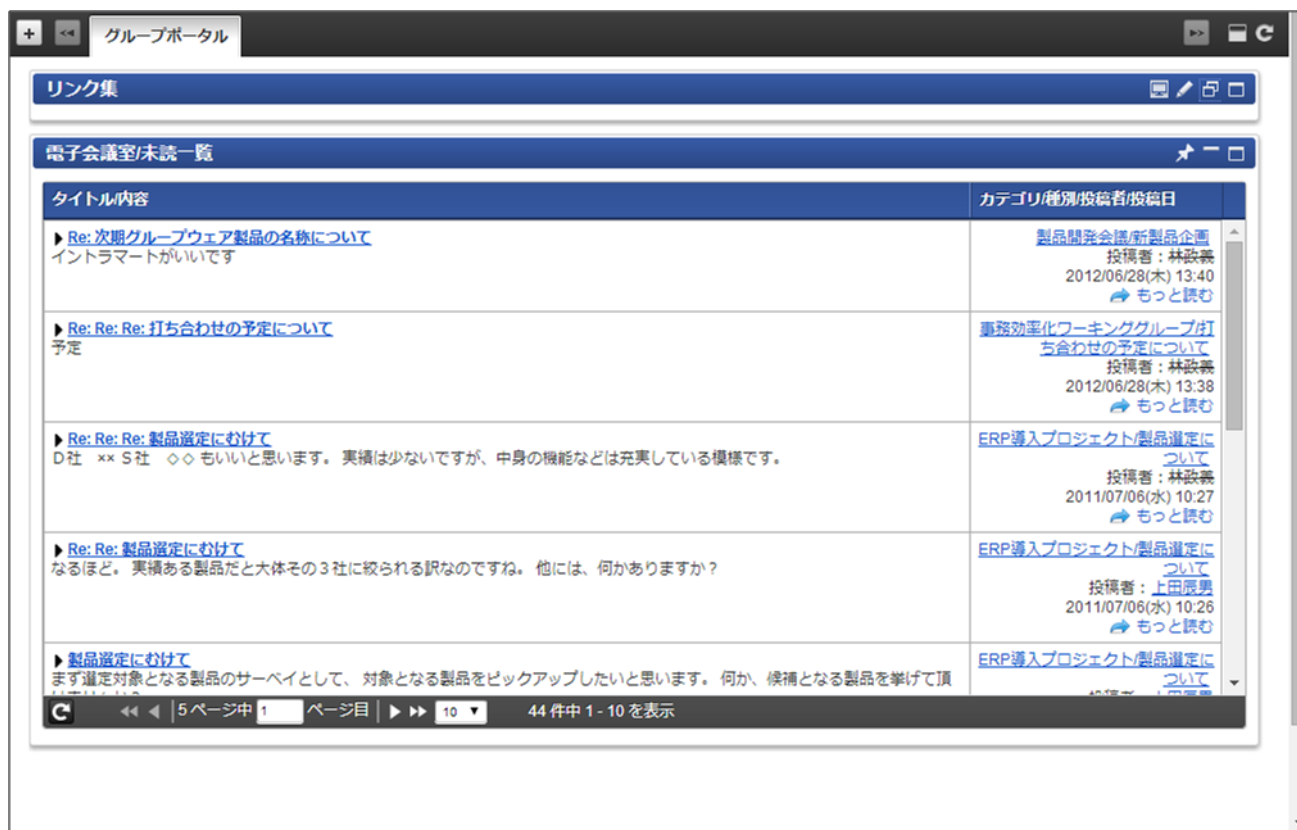 グループポータル
リンク集
電子会議室/未読一覧
タイトル/内容
カテゴリ/種別/投稿者/投稿日
Re: 次期グループウェア製品の名称について
イントラマートがいいです
製品開発会議/新製品企画
投稿者：林政義
2012/06/28(木) 13:40
もっと読む
Re: Re: Re: 打ち合わせの予定について
予定
事務効率化ワーキンググループ/打
ち合わせの予定について
投稿者：林政義
2012/06/28(木) 13:38
もっと読む
Re: Re: Re: 製品選定にむけて
D社　×× S社　◇◇ もいいと思います。 実績は少ないですが、中身の機能などは充実している模様です。
ERP導入プロジェクト/製品選定に
ついて
投稿者：林政義
2011/07/06(水) 10:27
もっと読む
Re: Re: 製品選定にむけて
なるほど。 実績ある製品だと大体その３社に絞られる訳なのですね。 他には、何かありますか？
ERP導入プロジェクト/製品選定に
ついて
投稿者：上田辰男
2011/07/06(水) 10:26
もっと読む
製品選定にむけて
まず選定対象となる製品のサーベイとして、 対象となる製品をピックアップしたいと思います。 何か、候補となる製品を挙げて頂
ERP導入プロジェクト/製品選定に
ついて
5 ページ中 1 ページ目 10 44 件中 1 - 10 を表示